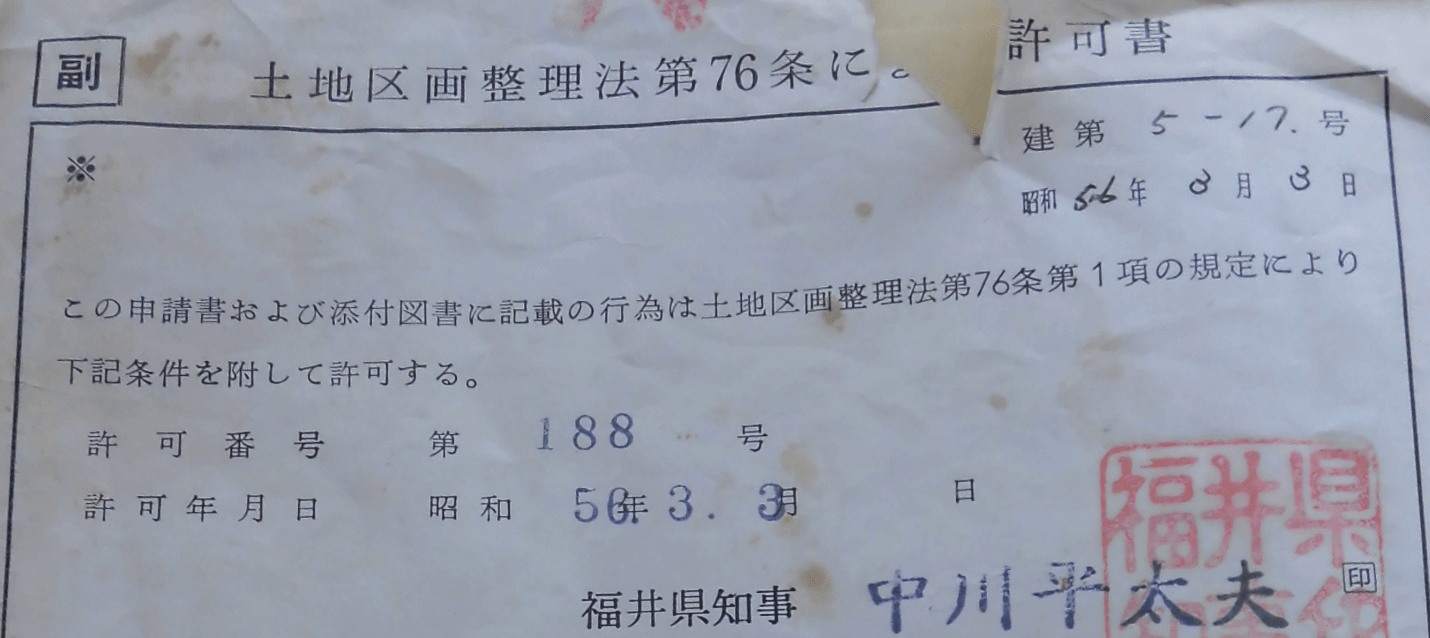 副
土地区画整理法第76条に 許可書
※
建第 5-17. 号
昭和 56 年 3 月 3 日
この申請書および添付図書に記載の行為は土地区画整理法第76条第1項の規定により
下記条件を附して許可する。
許可番号 第 188 号
許可年月日 昭和 56.年 3. 3月 日
福井県知事 中川平太夫 印
福井県